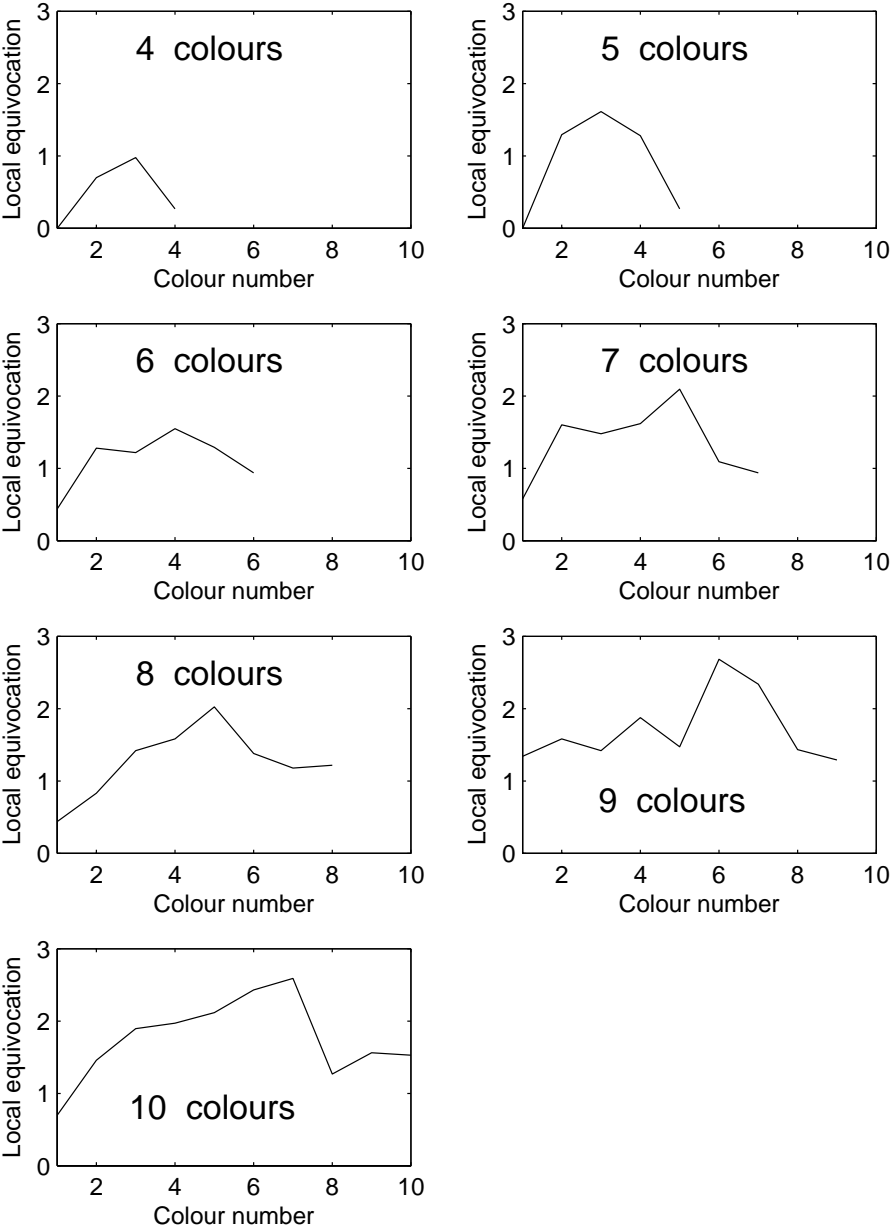 4 colours
Local equivocation
3
2
1
0
2 4 6 8 10
Colour number
5 colours
Local equivocation
3
2
1
0
2 4 6 8 10
Colour number
6 colours
Local equivocation
3
2
1
0
2 4 6 8 10
Colour number
7 colours
Local equivocation
3
2
1
0
2 4 6 8 10
Colour number
8 colours
Local equivocation
3
2
1
0
2 4 6 8 10
Colour number
9 colours
Local equivocation
3
2
1
0
2 4 6 8 10
Colour number
10 colours
Local equivocation
3
2
1
0
2 4 6 8 10
Colour number